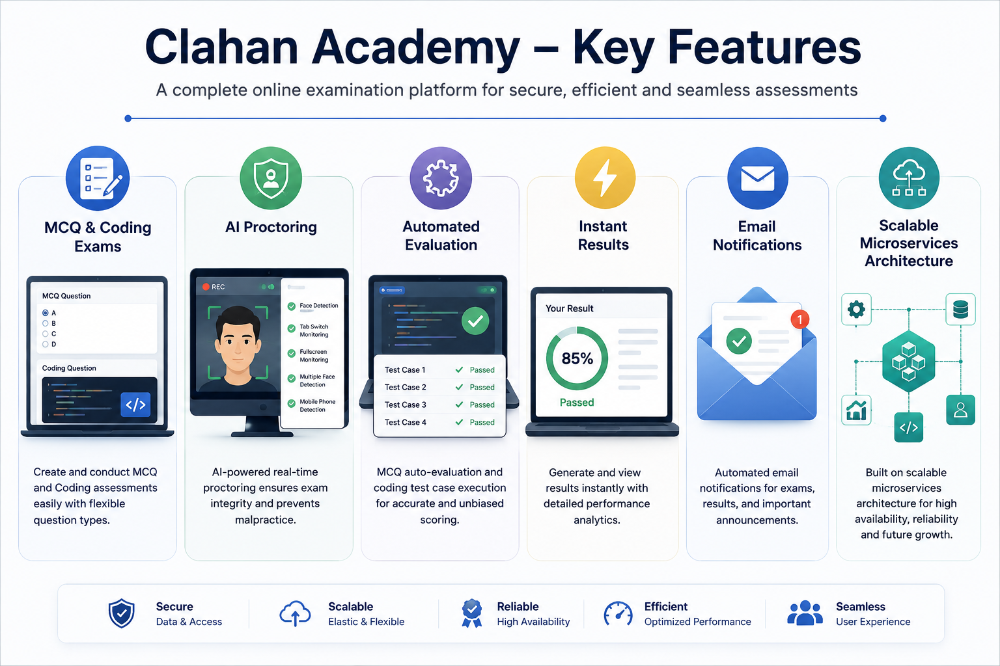 Clahan Academy – Key Features
A complete online examination platform for secure, efficient and seamless assessments
MCQ & Coding
Exams
MCQ Question
A
B
C
D
Coding Question
</>
Create and conduct MCQ
and Coding assessments
easily with flexible
question types.
AI Proctoring
REC
Face Detection
Tab Switch
Monitoring
Fullscreen
Monitoring
Multiple Face
Detection
Mobile Phone
Detection
AI-powered real-time
proctoring ensures exam
integrity and prevents
malpractice.
Automated
Evaluation
Test Case 1 Passed
Test Case 2 Passed
Test Case 3 Passed
Test Case 4 Passed
MCQ auto-evaluation and
coding test case execution
for accurate and unbiased
scoring.
Instant
Results
Your Result
85%
Passed
Generate and view
results instantly with
detailed performance
analytics.
Email
Notifications
1
Automated email
notifications for exams,
results, and important
announcements.
Scalable
Microservices
Architecture
</>
Built on scalable
microservices
architecture for high
availability, reliability
and future growth.
Secure
Data & Access
Scalable
Elastic & Flexible
Reliable
High Availability
Efficient
Optimized Performance
Seamless
User Experience